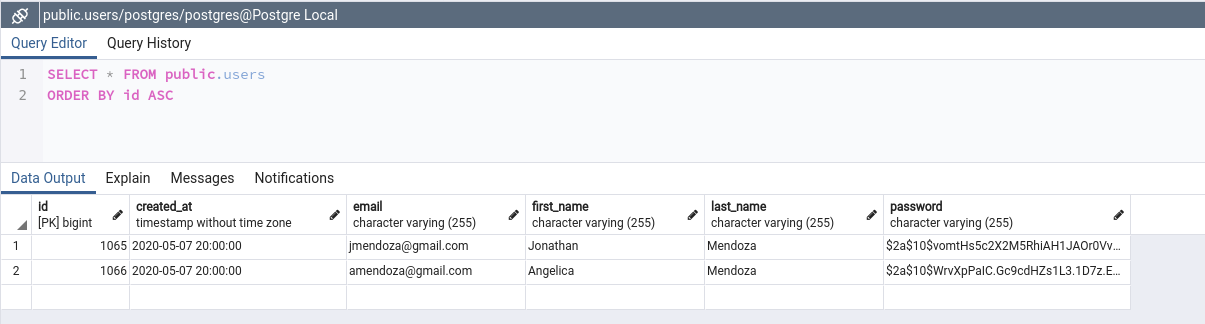 public.users/postgres/postgres@Postgre Local
Query Editor Query History
1 SELECT * FROM public.users
2 ORDER BY id ASC
Data Output Explain Messages Notifications
id created_at email first_name last_name password
[PK] bigint timestamp without time zone character varying (255) character varying (255) character varying (255) character varying (255)
1 1065 2020-05-07 20:00:00 jmendoza@gmail.com Jonathan Mendoza $2a$10$vomtHs5c2X2M5RhiAH1JAOr0Vv...
2 1066 2020-05-07 20:00:00 amendoza@gmail.com Angelica Mendoza $2a$10$WrvXpPaIC.Gc9cdHZs1L3.1D7z.E...